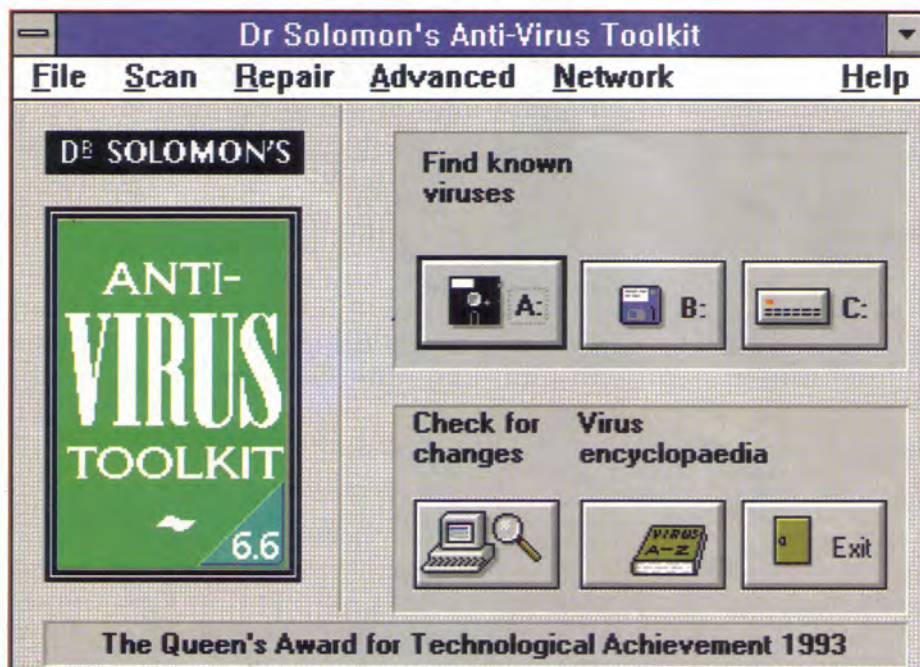 Dr Solomon's Anti-Virus Toolkit
File Scan Repair Advanced Network Help
DR SOLOMON'S
ANTI-
VIRUS
TOOLKIT
6.6
Find known
viruses
A: B: C:
Check for
changes
Virus
encyclopaedia
VIRUS
A-Z
Exit
The Queen's Award for Technological Achievement 1993